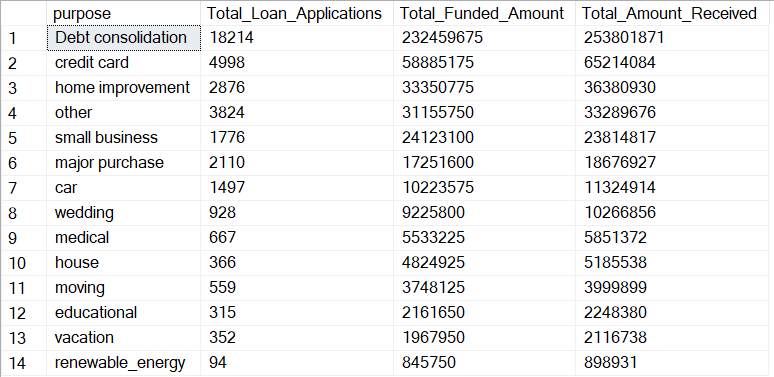 purpose Total_Loan_Applications Total_Funded_Amount Total_Amount_Received
1 Debt consolidation 18214 232459675 253801871
2 credit card 4998 58885175 65214084
3 home improvement 2876 33350775 36380930
4 other 3824 31155750 33289676
5 small business 1776 24123100 23814817
6 major purchase 2110 17251600 18676927
7 car 1497 10223575 11324914
8 wedding 928 9225800 10266856
9 medical 667 5533225 5851372
10 house 366 4824925 5185538
11 moving 559 3748125 3999899
12 educational 315 2161650 2248380
13 vacation 352 1967950 2116738
14 renewable_energy 94 845750 898931